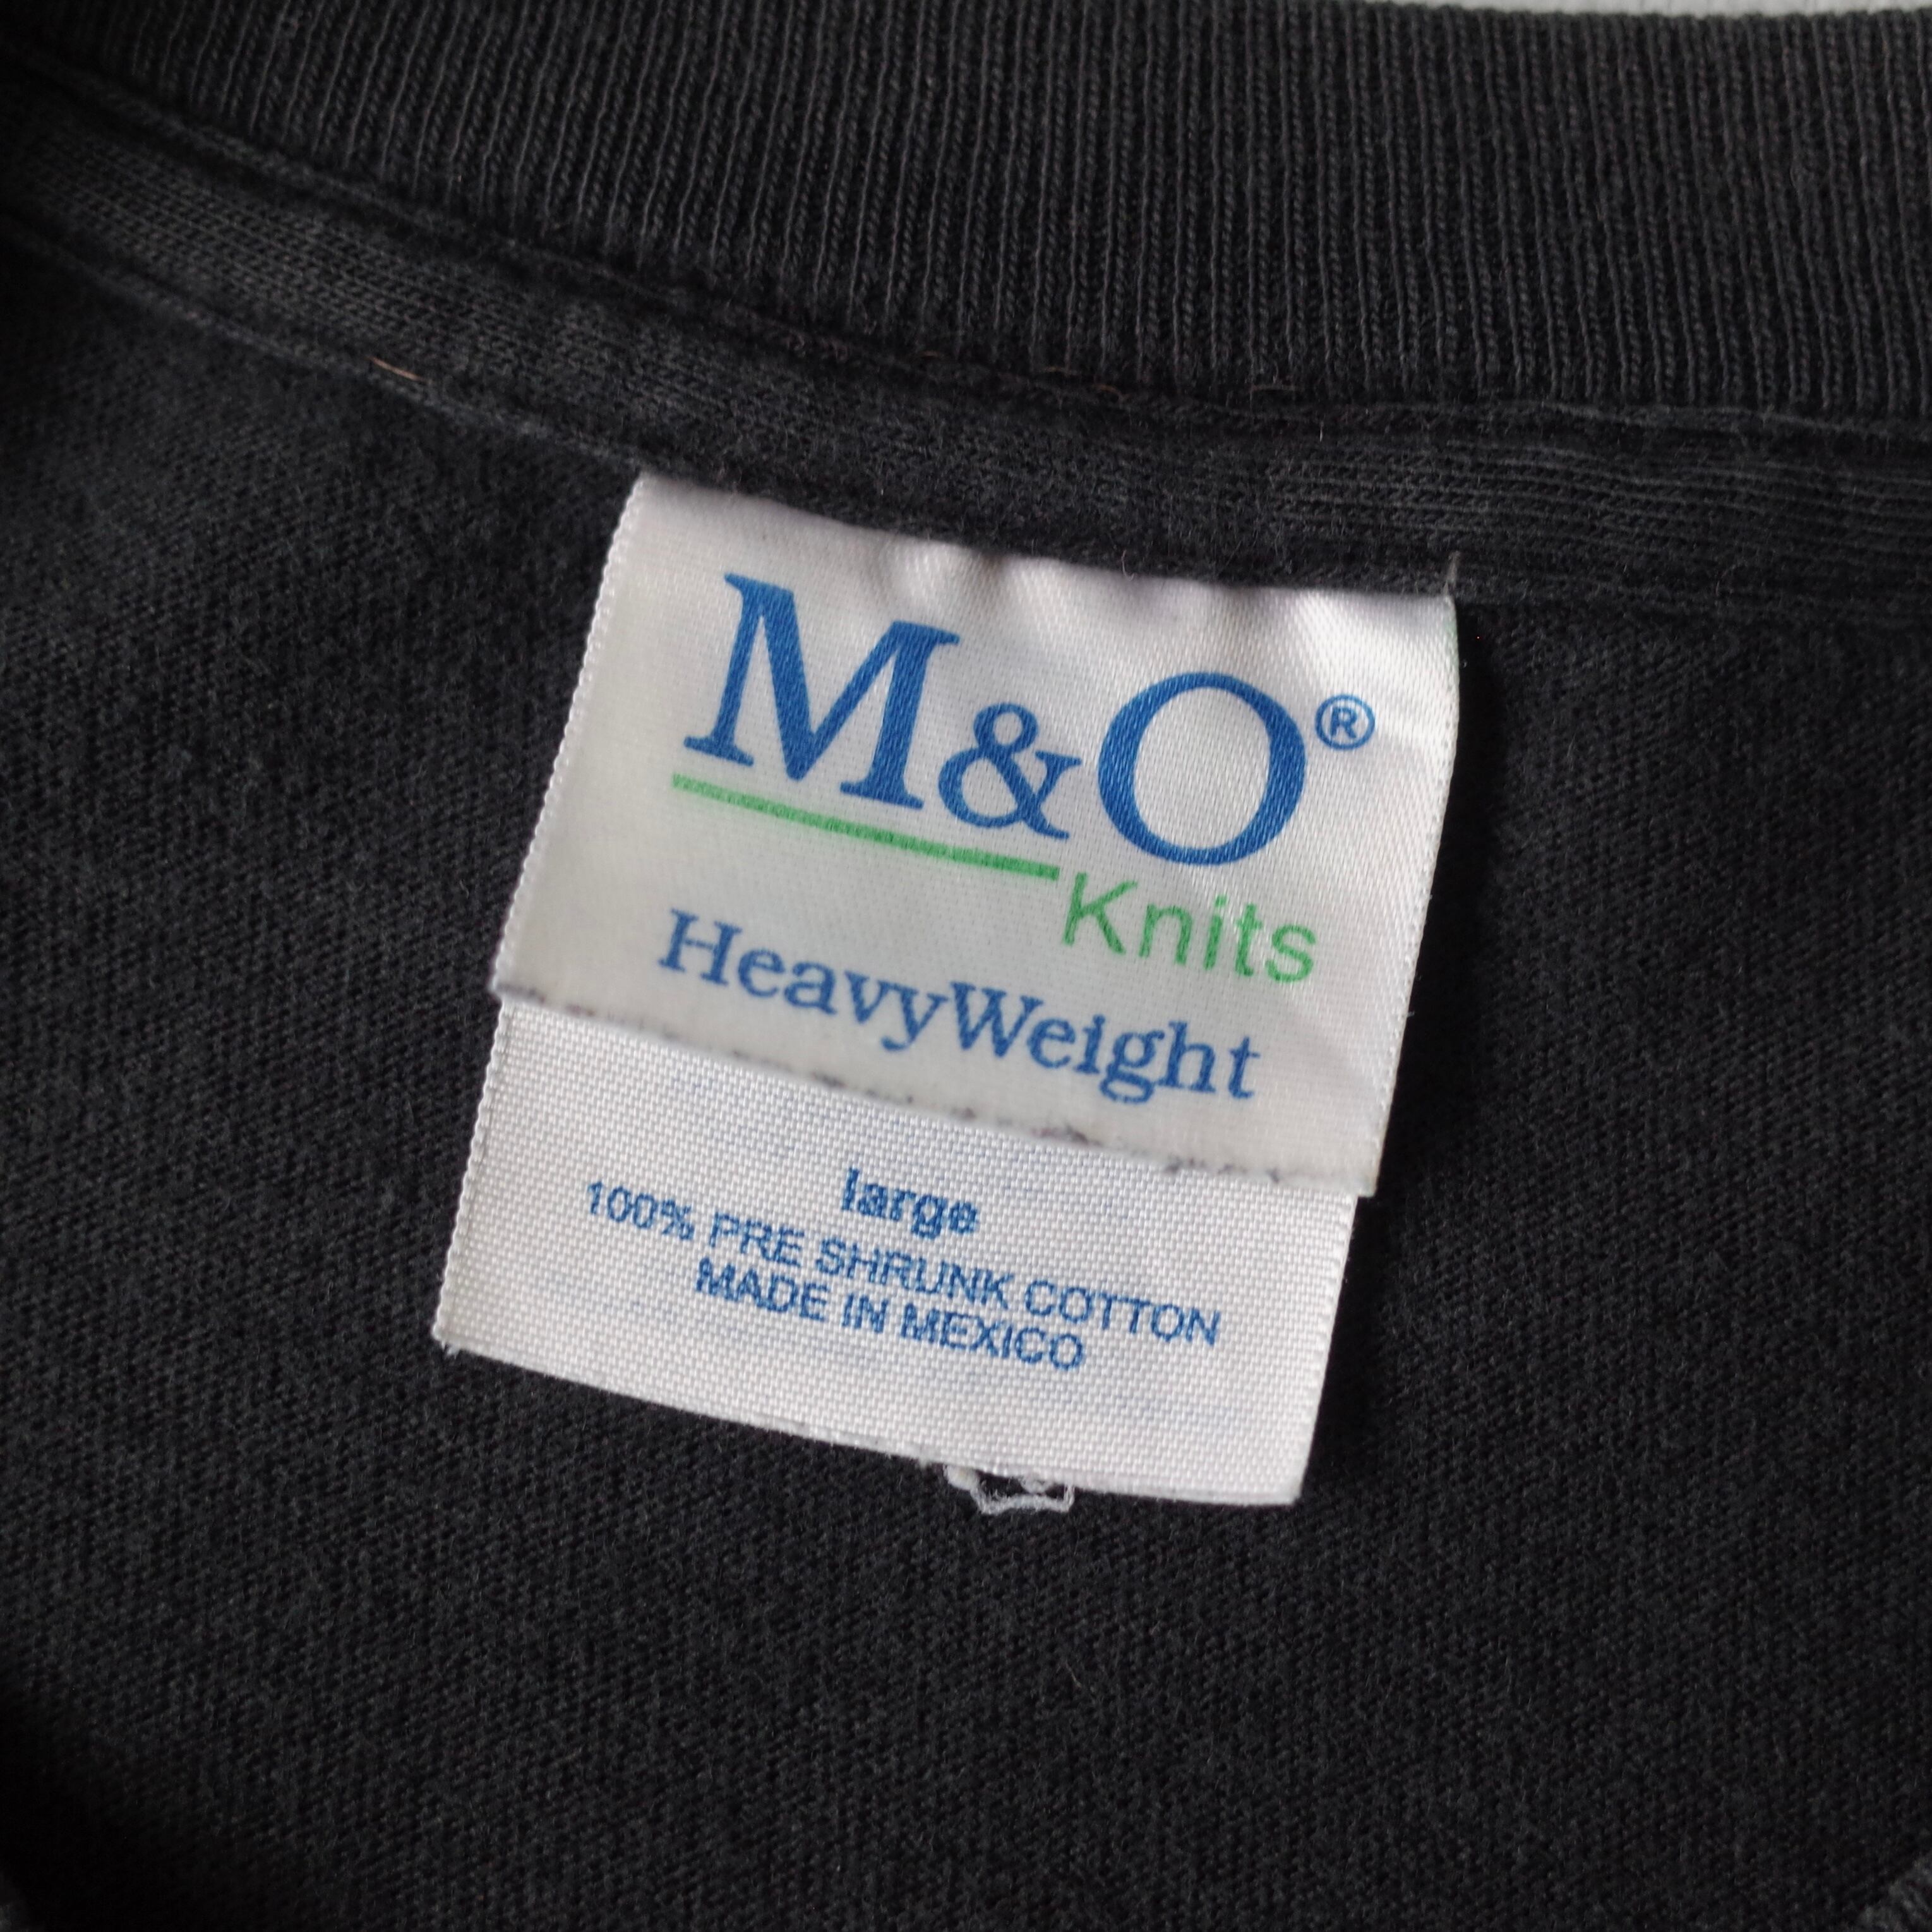 M&O®
Knits
HeavyWeight
large
100% PRE SHRUNK COTTON
MADE IN MEXICO